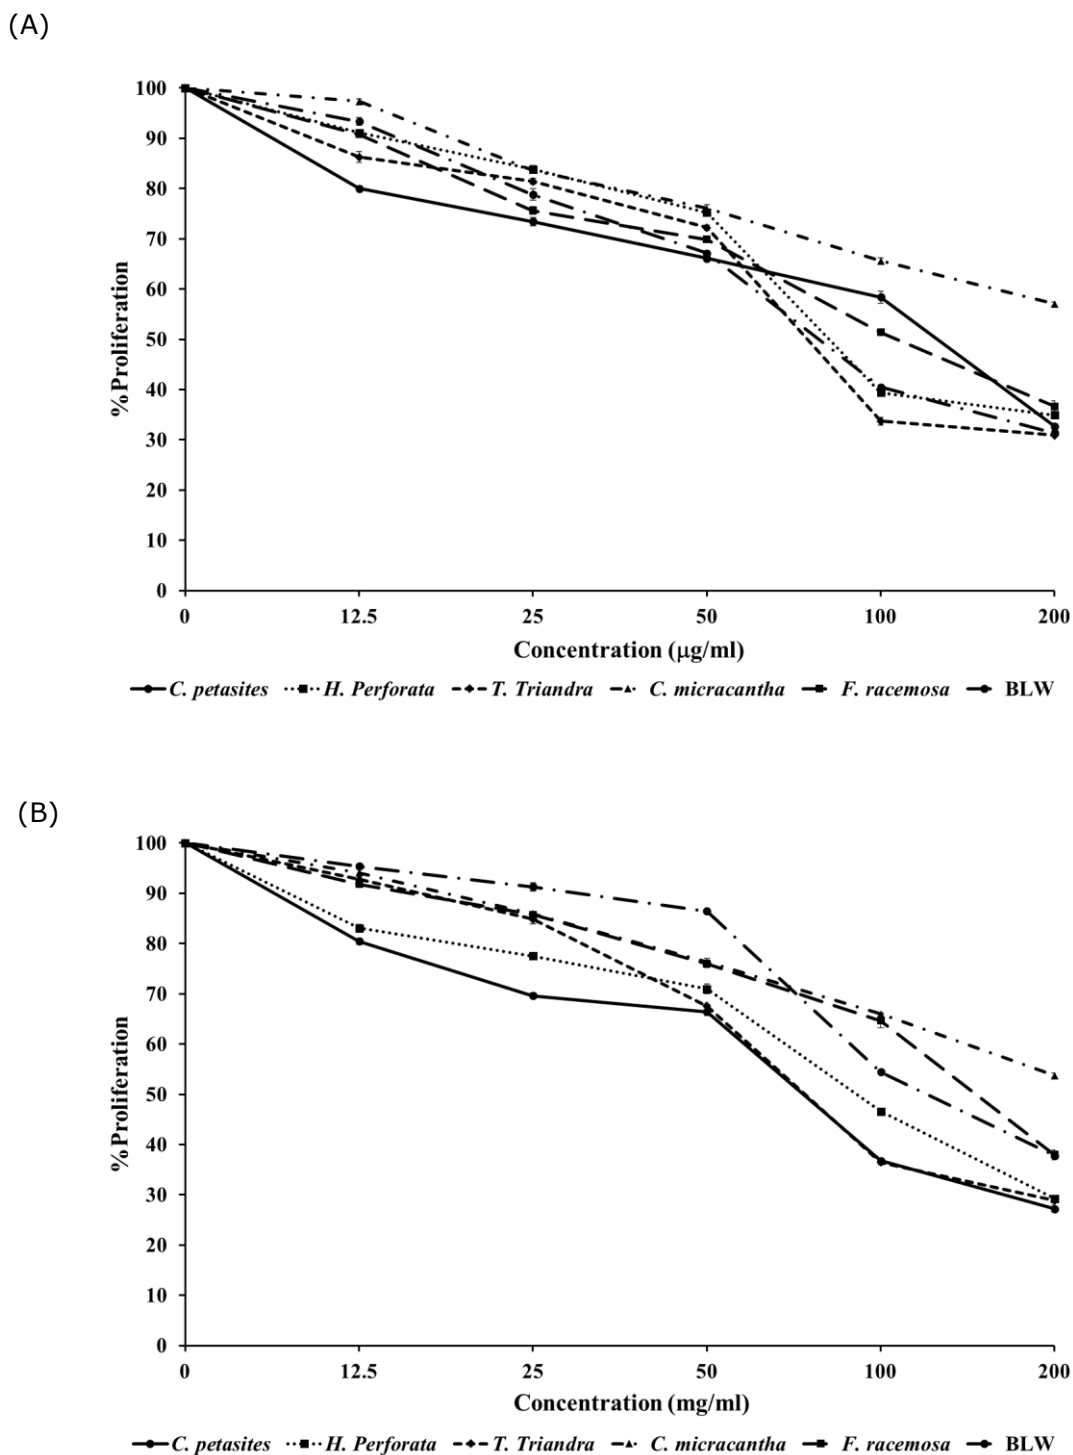 (A)
100
90
80
70
60
50
40
30
20
10
0
%Proliferation
0 12.5 25 50 100 200
Concentration (μg/ml)
C. petasites H. Perforata T. Triandra C. micracantha F. racemosa BLW
(B)
100
90
80
70
60
50
40
30
20
10
0
%Proliferation
0 12.5 25 50 100 200
Concentration (mg/ml)
C. petasites H. Perforata T. Triandra C. micracantha F. racemosa BLW